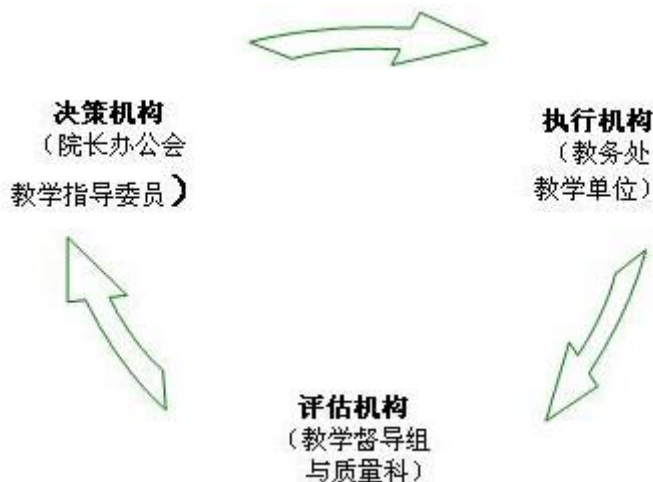 决策机构
（院长办公会
教学指导委员）
执行机构
（教务处
教学单位）
评估机构
（教学督导组
与质量科）